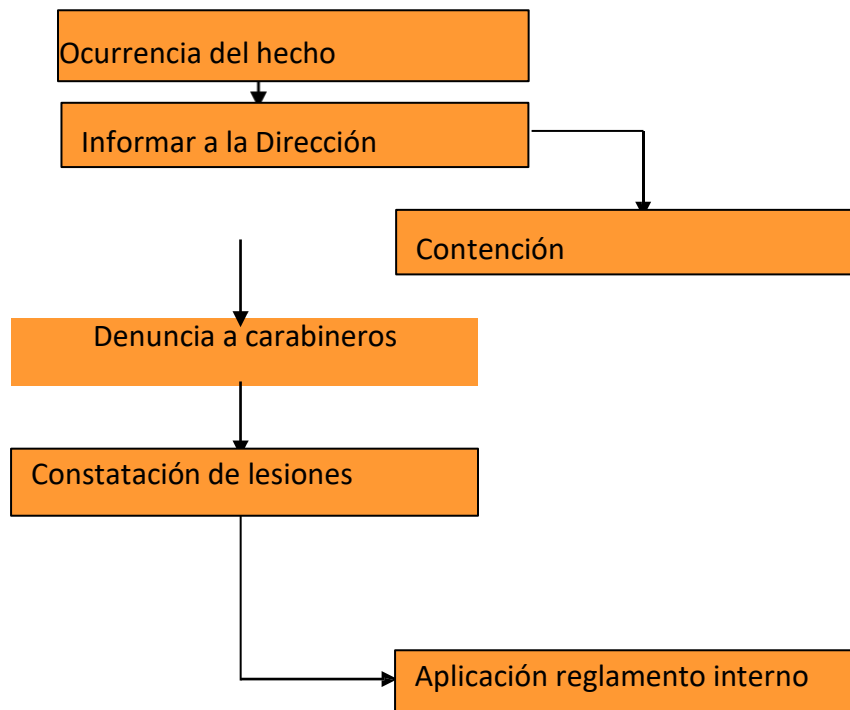 Ocurrencia del hecho
Informar a la Dirección
Contención
Denuncia a carabineros
Constatación de lesiones
Aplicación reglamento interno